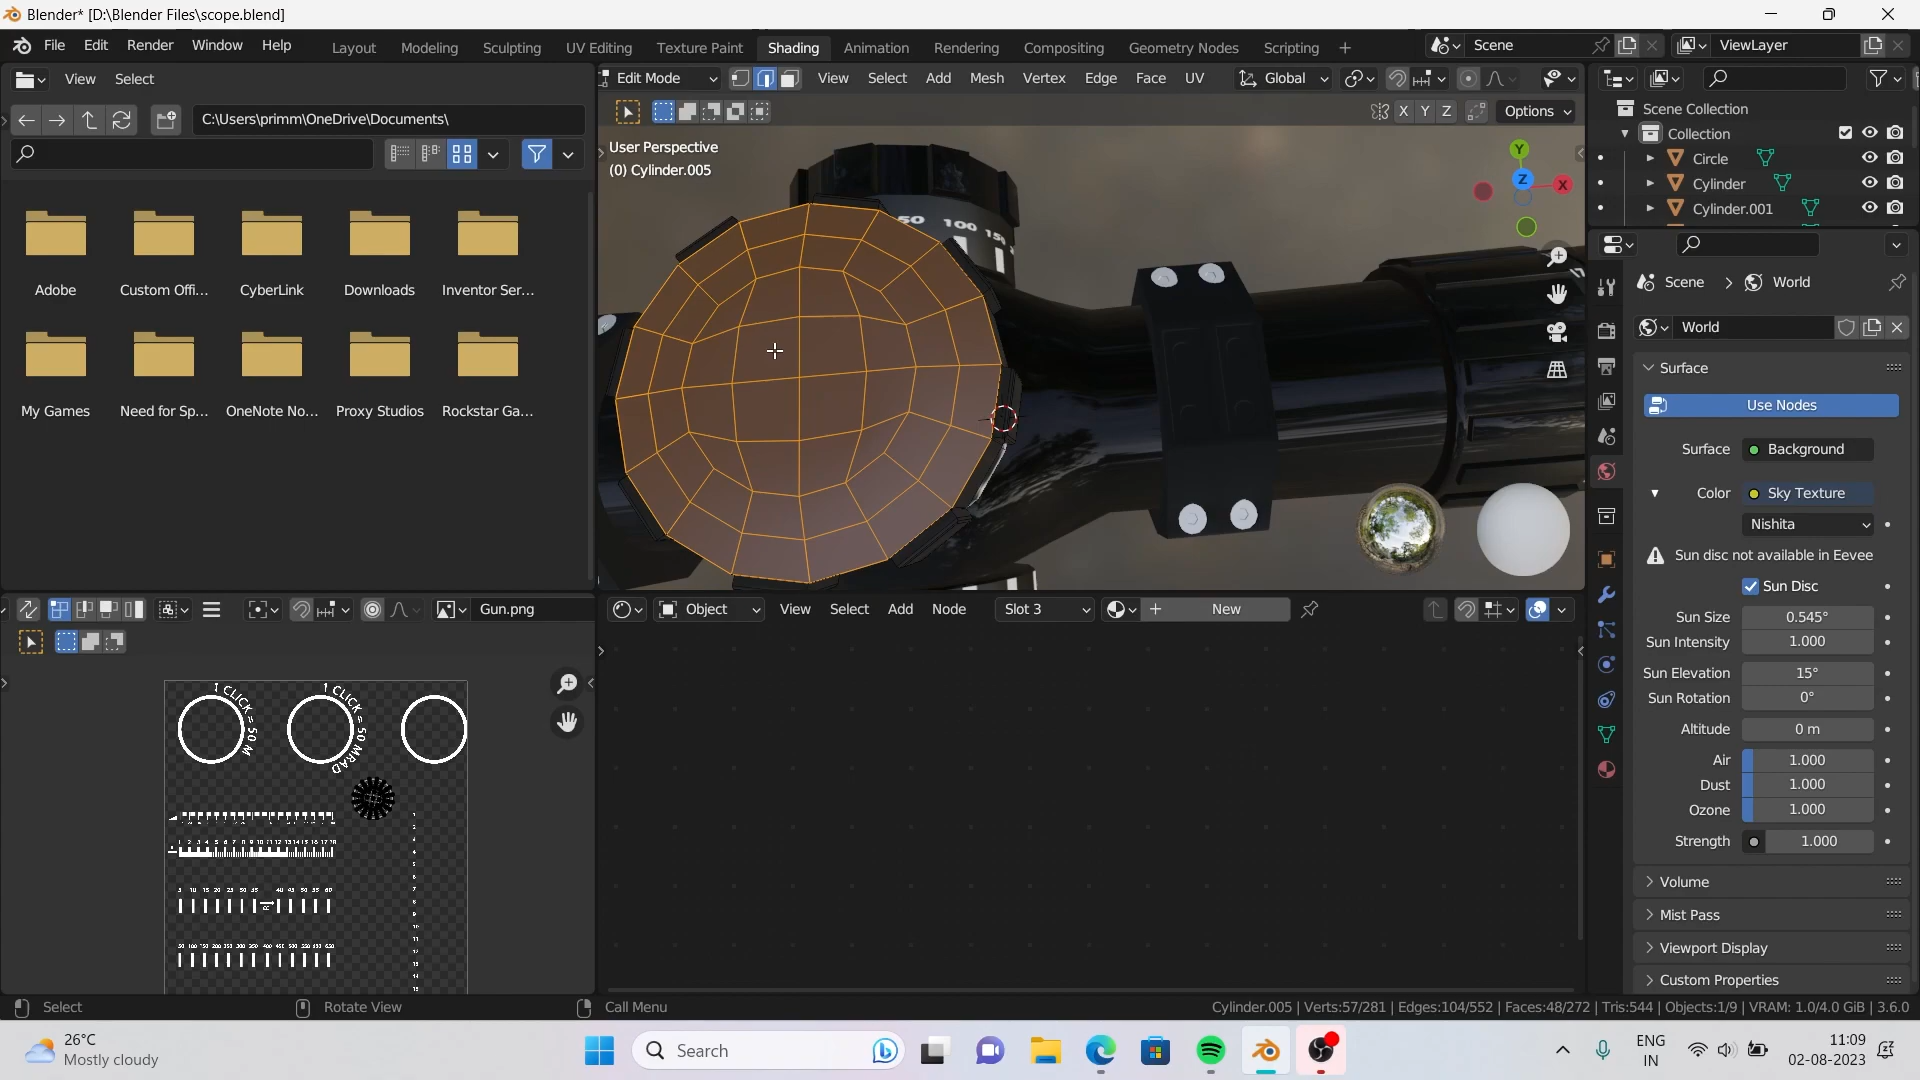 Blender* [D:\Blender Files\scope.blend]
File Edit Render Window Help Layout Modeling Sculpting UV Editing Texture Paint Shading Animation Rendering Compositing Geometry Nodes Scripting Scene ViewLayer
View Select
Edit Mode View Select Add Mesh Vertex Edge Face UV Global
C:\Users\primm\OneDrive\Documents\
X Y Z Options
User Perspective
(0) Cylinder.005
50 100
Y
Z
X
Scene Collection
Collection
Circle
Cylinder
Cylinder.001
Adobe Custom Offi... CyberLink Downloads Inventor Ser...
My Games Need for Sp... OneNote No... Proxy Studios Rockstar Ga...
Scene > World
World
Surface
Use Nodes
Surface Background
Color Sky Texture
Nishita
Sun disc not available in Eevee
Sun Disc
Sun Size 0.545°
Sun Intensity 1.000
Sun Elevation 15°
Sun Rotation 0°
Altitude 0 m
Air 1.000
Dust 1.000
Ozone 1.000
Strength 1.000
Volume
Mist Pass
Viewport Display
Custom Properties
Gun.png
Object View Select Add Node Slot 3 New
1 CLICK = 50 M
1 CLICK = 50 MRAD
Select Rotate View Call Menu
Cylinder.005 | Verts:57/281 | Edges:104/552 | Faces:48/272 | Tris:544 | Objects:1/9 | VRAM: 1.0/4.0 GiB | 3.6.0
26°C
Mostly cloudy
Search
ENG
IN
11:09
02-08-2023